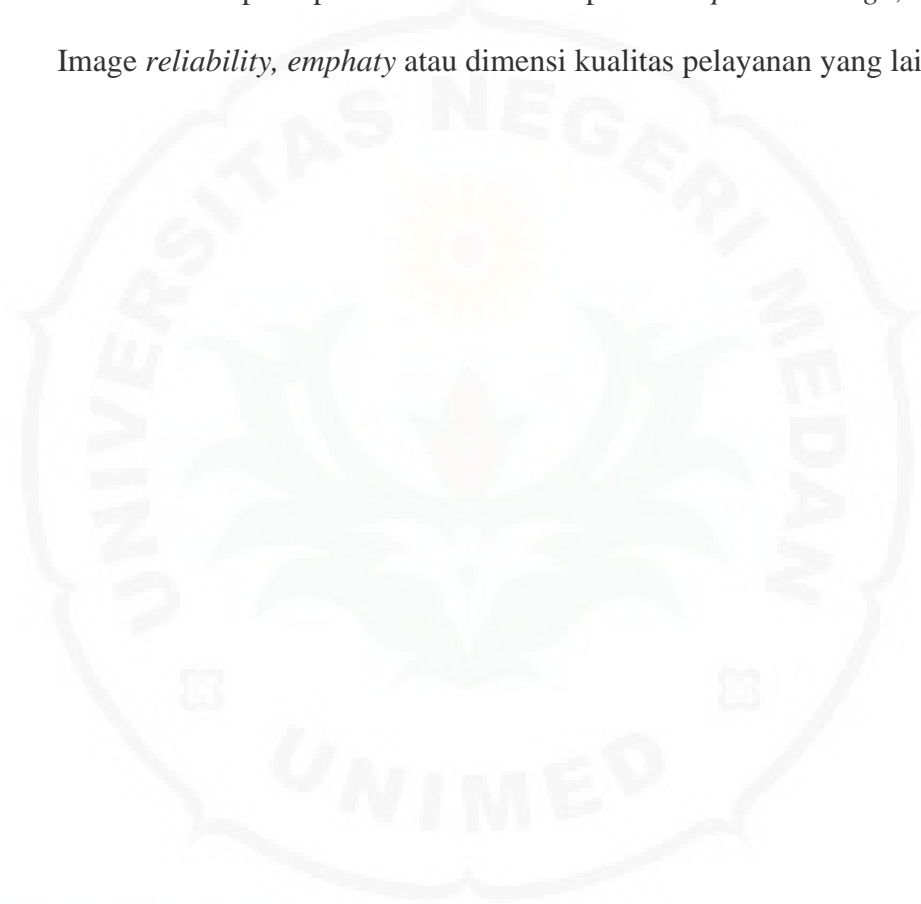 Image reliability, emphaty atau dimensi kualitas pelayanan yang lai
UNIVERSITAS NEGERI MEDAN
UNIMED